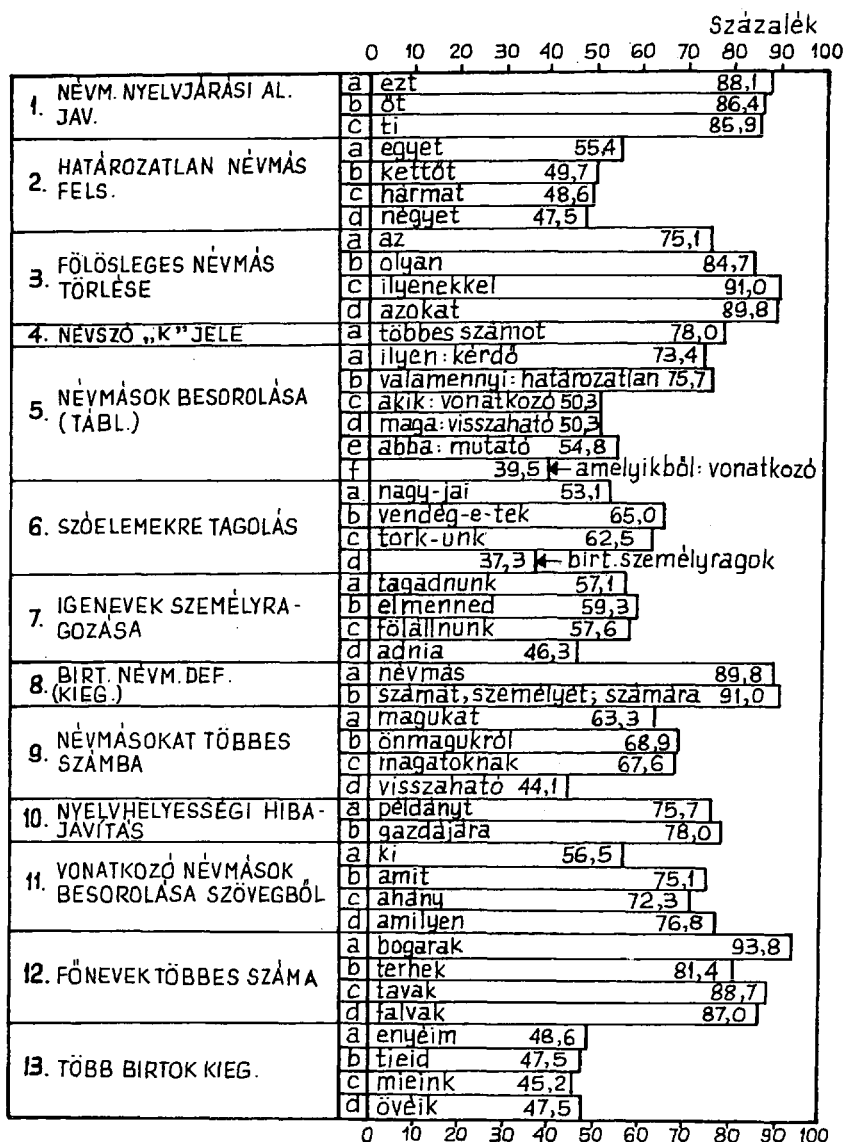 Százalék
0 10 20 30 40 50 60 70 80 90 100
1. NÉVM. NYELVJÁRÁSI AL. JAV.
a ezt 88,1
b őt 86,4
c ti 85,9
2. HATÁROZATLAN NÉVMÁS FELS.
a egyet 55,4
b kettőt 49,7
c hármat 48,6
d négyet 47,5
3. FÖLÖSLEGES NÉVMÁS TÖRLÉSE
a az 75,1
b olyan 84,7
c ilyenekkel 91,0
d azokat 89,8
4. NÉVSZÓ „K" JELE
a többes számot 78,0
5. NÉVMÁSOK BESOROLÁSA (TÁBL.)
a ilyen: kérdő 73,4
b valamennyi: határozatlan 75,7
c akik: vonatkozó 50,3
d maga: visszaható 50,3
e abba: mutató 54,8
f 39,5 ← amelyikből: vonatkozó
6. SZÓELEMEKRE TAGOLÁS
a nagy-jai 53,1
b vendég-e-tek 65,0
c tork-unk 62,5
d 37,3 ← birt. személyragok
7. IGENEVEK SZEMÉLYRA-
GOZÁSA
a tagadnunk 57,1
b elmenned 59,3
c fölállnunk 57,6
d adnia 46,3
8. BIRT. NÉVM. DEF.
(KIEG.)
a névmás 89,8
b számát, személyét; számára 91,0
9. NÉVMÁSOKAT TÖBBES SZÁMBA
a magukat 63,3
b önmagukról 68,9
c magatoknak 67,6
d visszaható 44,1
10. NYELVHELYESSÉGI HIBA-
JAVÍTÁS
a példányt 75,7
b gazdájára 78,0
11. VONATKOZÓ NÉVMÁSOK
BESOROLÁSA SZÖVEGBŐL
a ki 56,5
b amit 75,1
c ahány 72,3
d amilyen 76,8
12. FŐNEVEK TÖBBES SZÁMA
a bogarak 93,8
b terhek 81,4
c tavak 88,7
d falvak 87,0
13. TÖBB BIRTOK KIEG.
a enyéim 48,6
b tieid 47,5
c mieink 45,2
d övéik 47,5
0 10 20 30 40 50 60 70 80 90 100